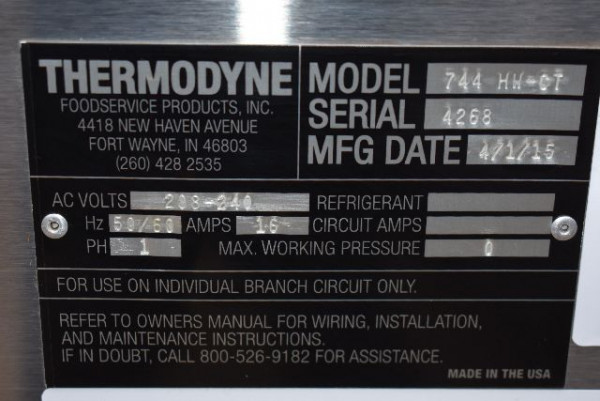 THERMODYNE
FOODSERVICE PRODUCTS, INC.
4418 NEW HAVEN AVENUE
FORT WAYNE, IN 46803
(260) 428 2535
MODEL 744 HW-CT
SERIAL 4268
MFG DATE 4/1/15
AC VOLTS 208-240 REFRIGERANT
Hz 50/60 AMPS 16 CIRCUIT AMPS
PH 1 MAX. WORKING PRESSURE 0
FOR USE ON INDIVIDUAL BRANCH CIRCUIT ONLY.
REFER TO OWNERS MANUAL FOR WIRING, INSTALLATION,
AND MAINTENANCE INSTRUCTIONS.
IF IN DOUBT, CALL 800-526-9182 FOR ASSISTANCE.
MADE IN THE USA